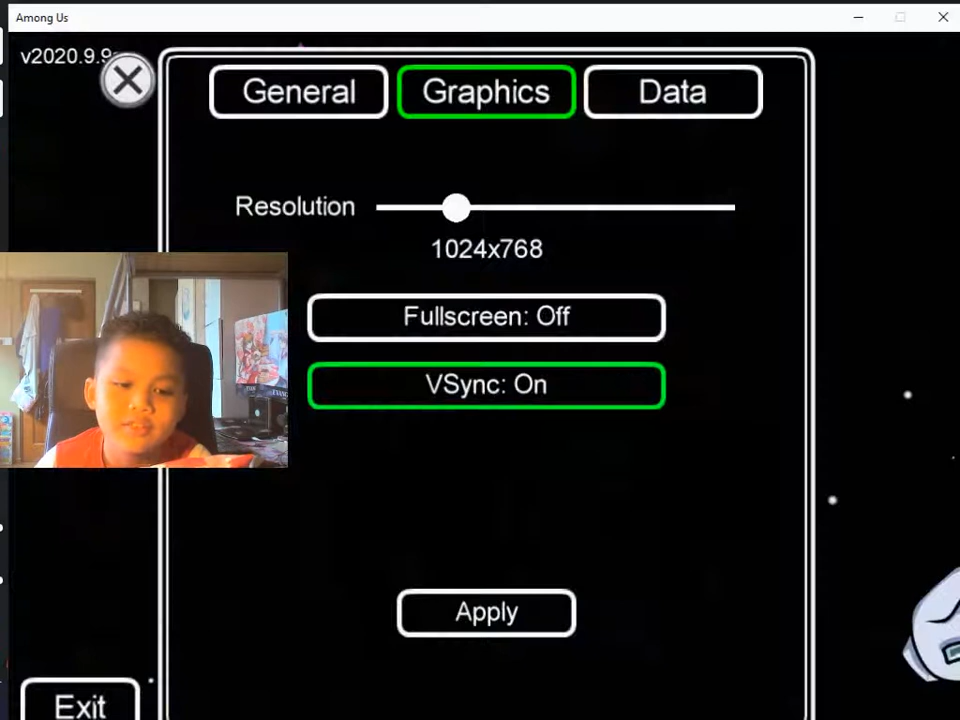 Among Us
v2020.9.9
General
Graphics
Data
Resolution
1024x768
Fullscreen: Off
VSync: On
Apply
Exit